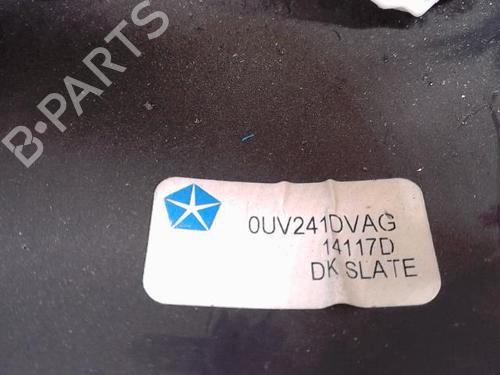 B-PARTS
0UV241DVAG
14117D
DK SLATE